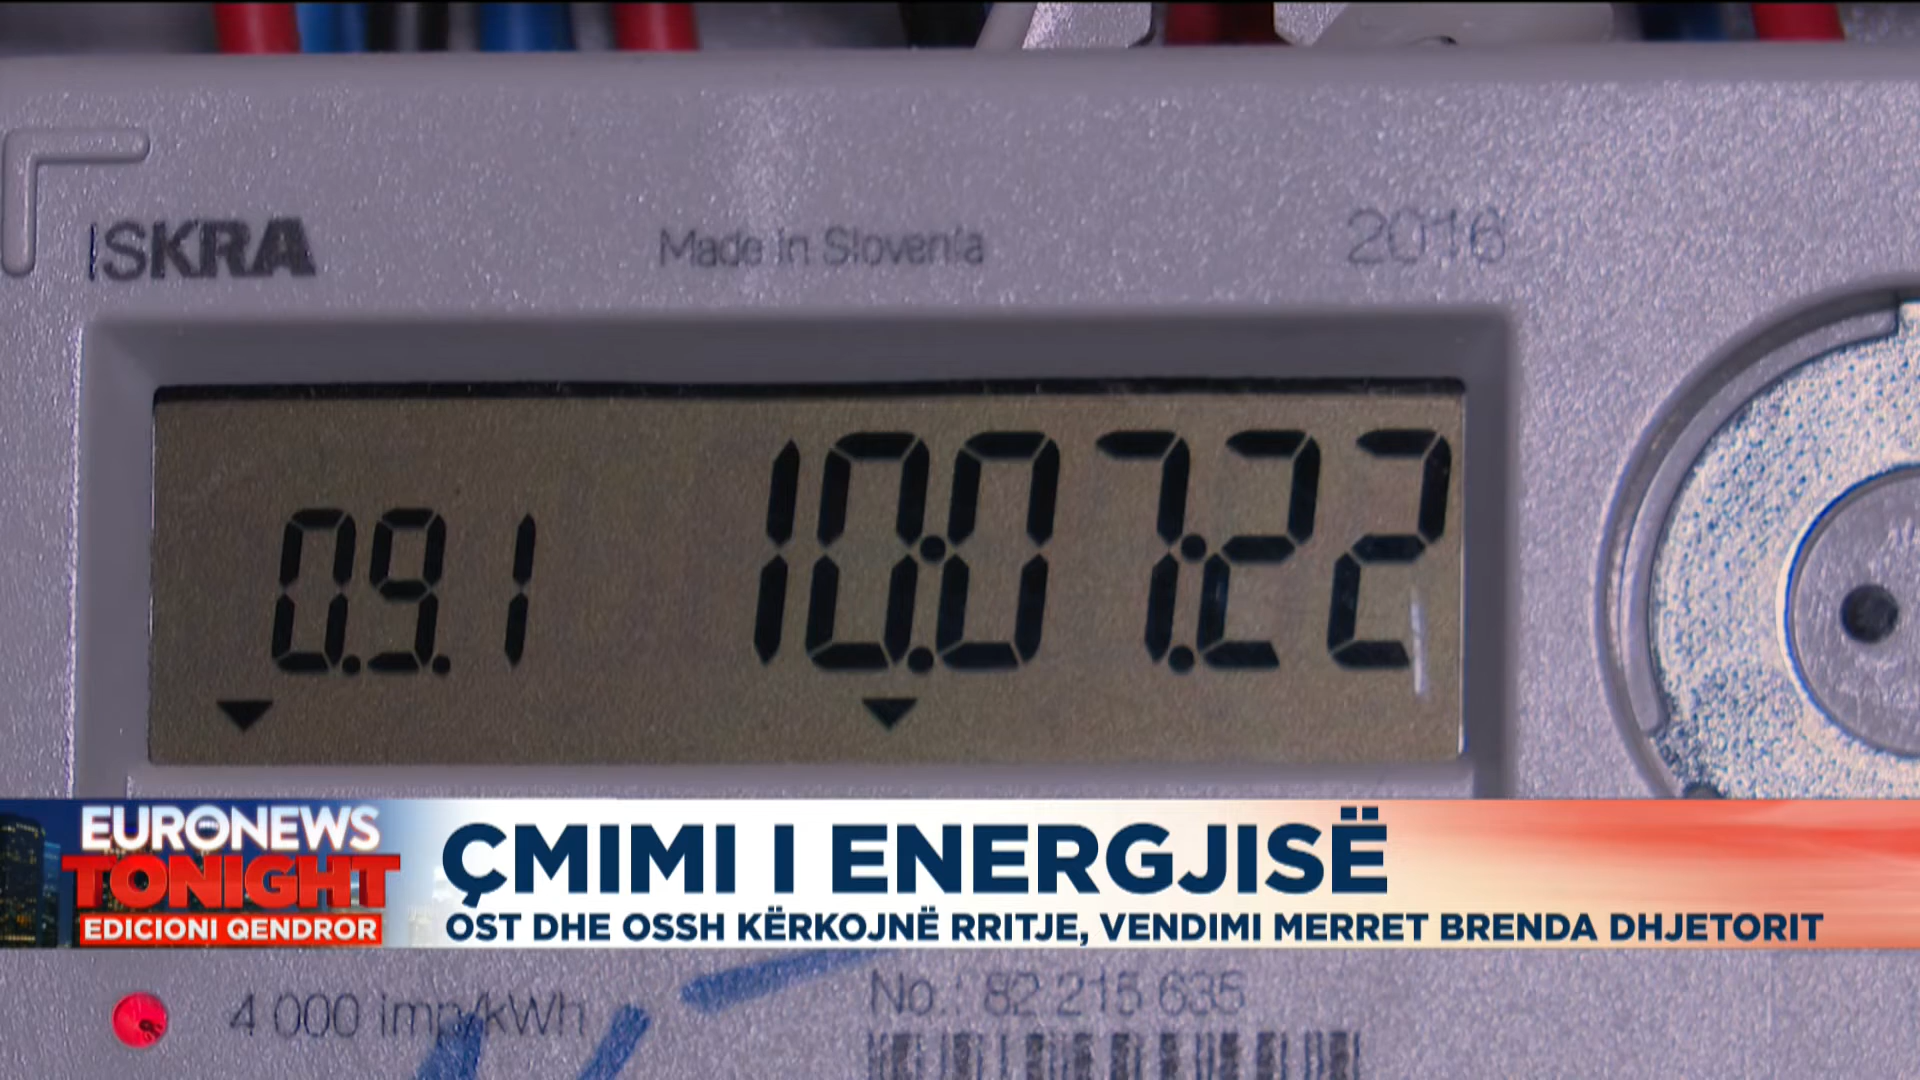 ISKRA
Made in Slovenia
2016
0.9.1 10:07:22
EURONEWS
TONIGHT
EDICIONI QENDROR
ÇMIMI I ENERGJISË
OST DHE OSSH KËRKOJNË RRITJE, VENDIMI MERRET BRENDA DHJETORIT
4 000 imp/kWh
No.: 82 215 635